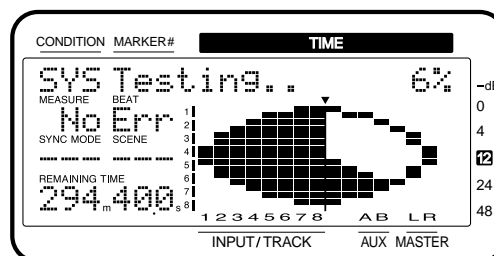 CONDITION MARKER# TIME
SYS Testing.. 6%
MEASURE BEAT
No Err
SYNC MODE SCENE
--- --- --- ---
REMAINING TIME
294m400s
1
2
3
4
5
6
7
8
1 2 3 4 5 6 7 8 AB LR
INPUT/TRACK AUX MASTER
-dB
0
4
12
24
48